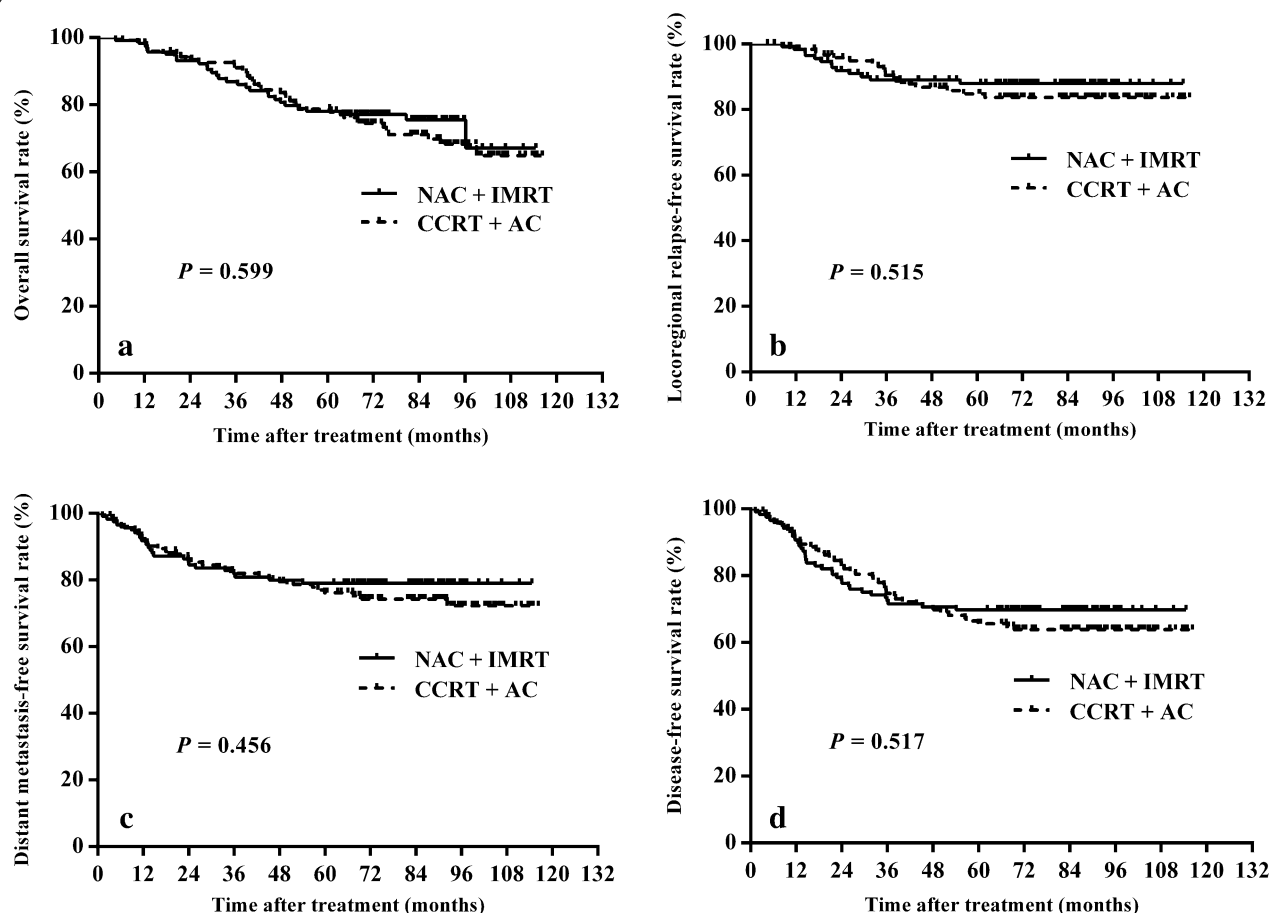 Overall survival rate (%)
100
80
60
40
20
0
NAC + IMRT
CCRT + AC
P = 0.599
a
0 12 24 36 48 60 72 84 96 108 120 132
Time after treatment (months)
Locoregional relapse-free survival rate (%)
100
80
60
40
20
0
NAC + IMRT
CCRT + AC
P = 0.515
b
0 12 24 36 48 60 72 84 96 108 120 132
Time after treatment (months)
Distant metastasis-free survival rate (%)
100
80
60
40
20
0
NAC + IMRT
CCRT + AC
P = 0.456
c
0 12 24 36 48 60 72 84 96 108 120 132
Time after treatment (months)
Disease-free survival rate (%)
100
80
60
40
20
0
NAC + IMRT
CCRT + AC
P = 0.517
d
0 12 24 36 48 60 72 84 96 108 120 132
Time after treatment (months)